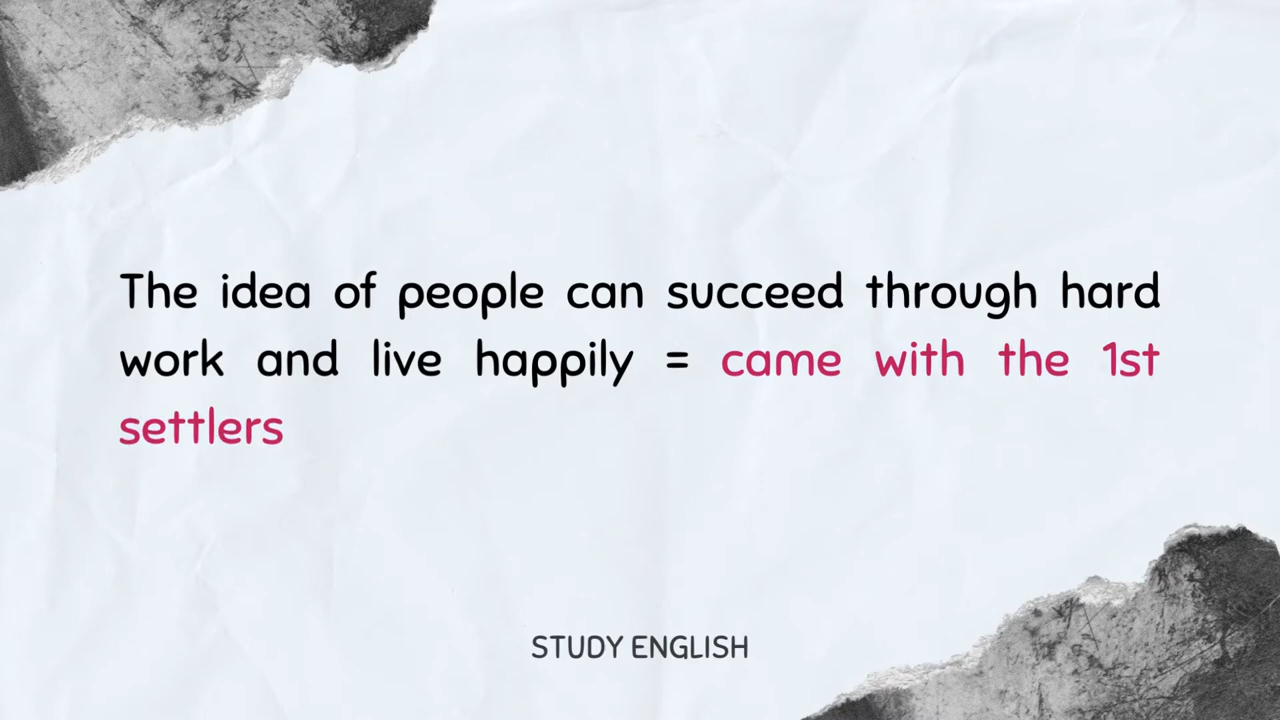 The idea of people can succeed through hard
work and live happily = came with the 1st
settlers
STUDY ENGLISH